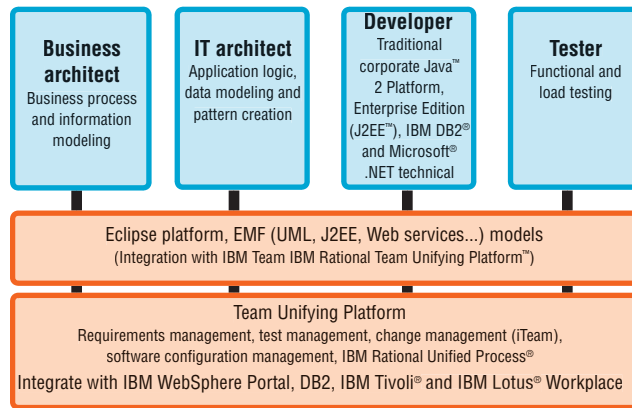 Business
architect
Business process
and information
modeling
IT architect
Application logic,
data modeling and
pattern creation
Developer
Traditional
corporate Java™
2 Platform,
Enterprise Edition
(J2EE™), IBM DB2®
and Microsoft®
.NET technical
Tester
Functional and
load testing
Eclipse platform, EMF (UML, J2EE, Web services...) models
(Integration with IBM Team IBM Rational Team Unifying Platform™)
Team Unifying Platform
Requirements management, test management, change management (iTeam),
software configuration management, IBM Rational Unified Process®
Integrate with IBM WebSphere Portal, DB2, IBM Tivoli® and IBM Lotus® Workplace